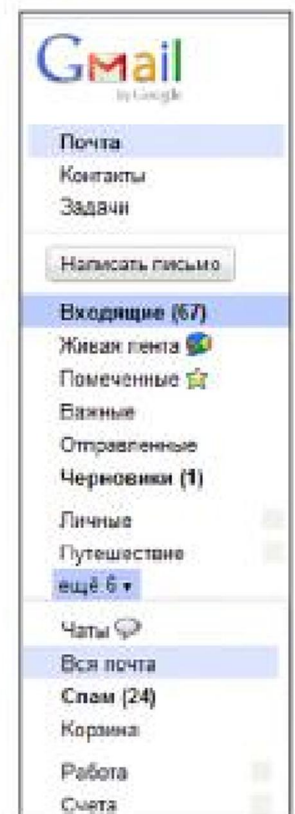 Gmail
by Google
Почта
Контакты
Задачи
Написать письмо
Входящие (67)
Живая лента
Помеченные
Важные
Отправленные
Черновики (1)
Личные
Путешествие
ещё 6 ▾
Чаты
Вся почта
Спам (24)
Корзина
Работа
Счета